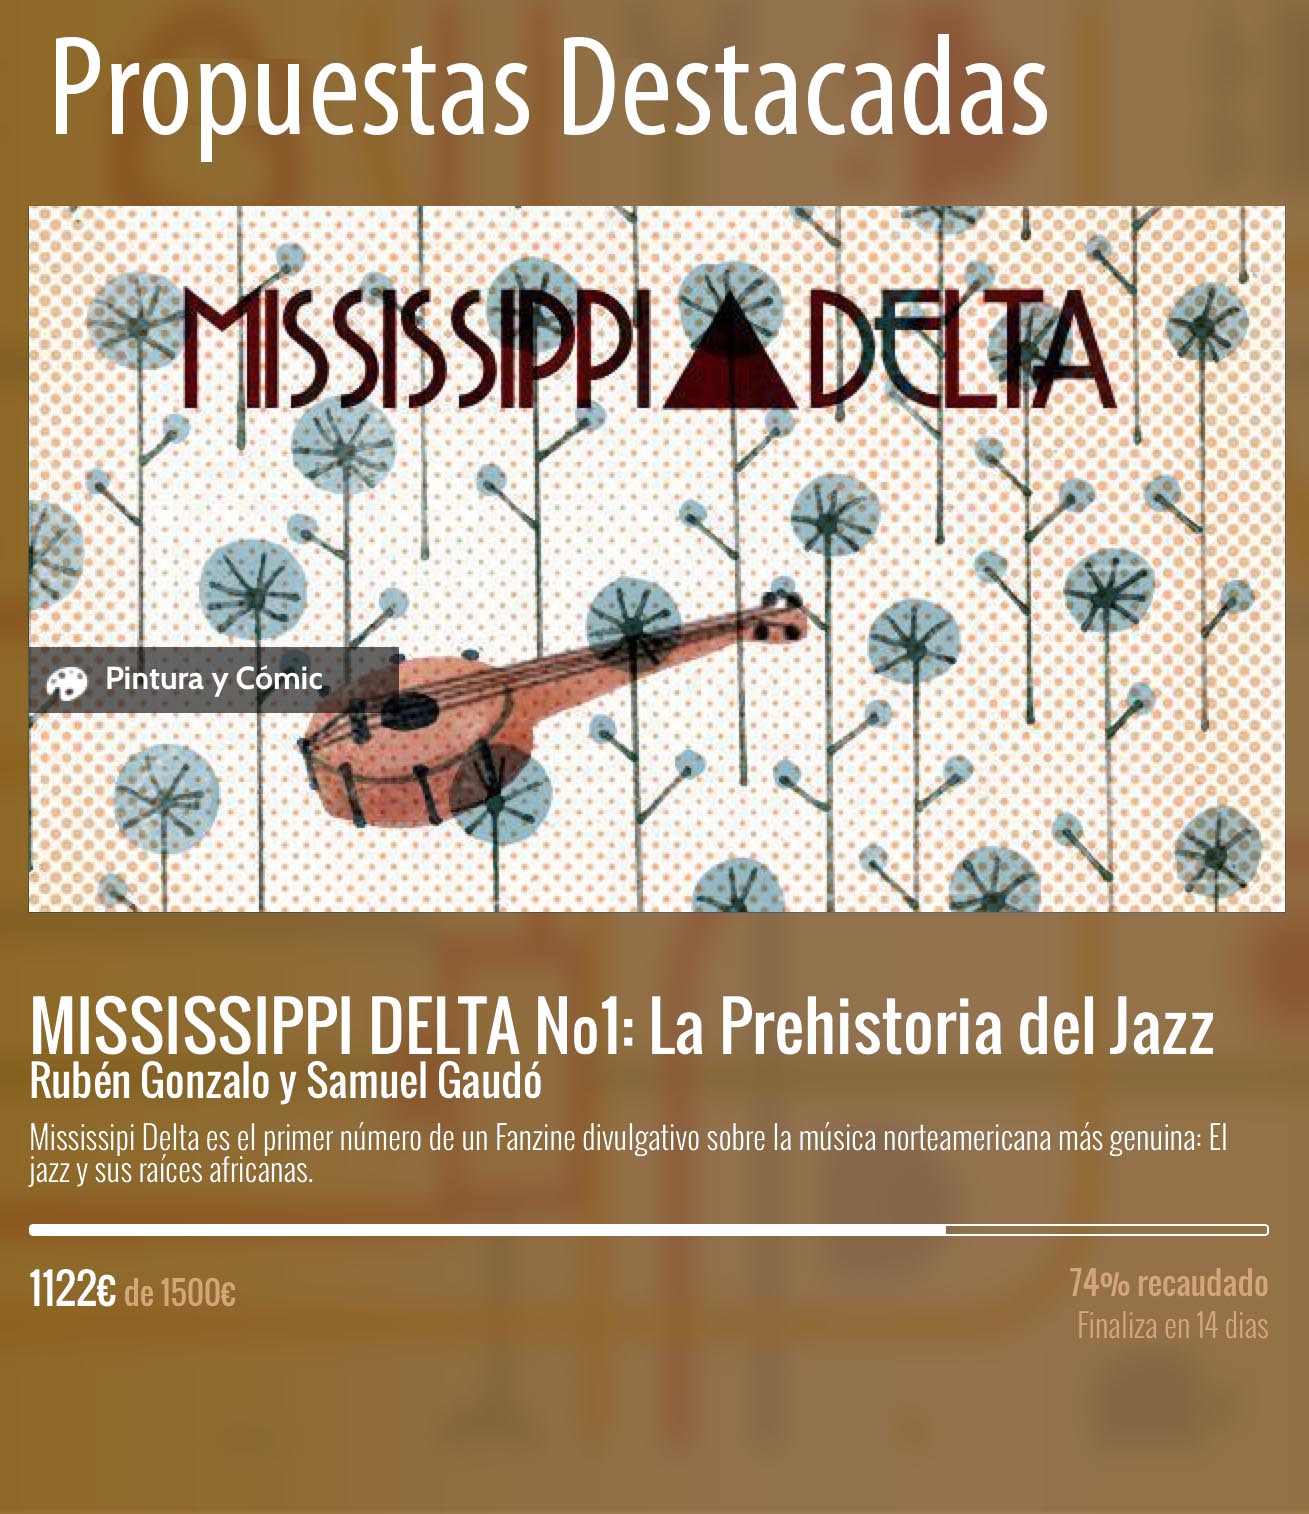 Propuestas Destacadas
MISSISSIPPI DELTA
Pintura y Cómic
MISSISSIPPI DELTA No1: La Prehistoria del Jazz
Rubén Gonzalo y Samuel Gaudó
Mississipi Delta es el primer número de un Fanzine divulgativo sobre la música norteamericana más genuina: El
jazz y sus raíces africanas.
1122€ de 1500€
74% recaudado
Finaliza en 14 dias